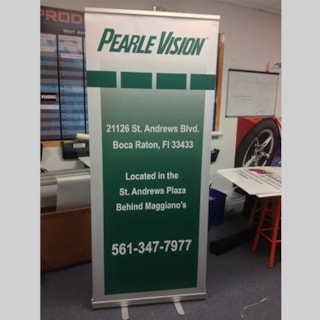 PROD
PEARLE VISION
21126 St. Andrews Blvd.
Boca Raton, Fl 33433
Located in the
St. Andrews Plaza
Behind Maggiano's
561-347-7977